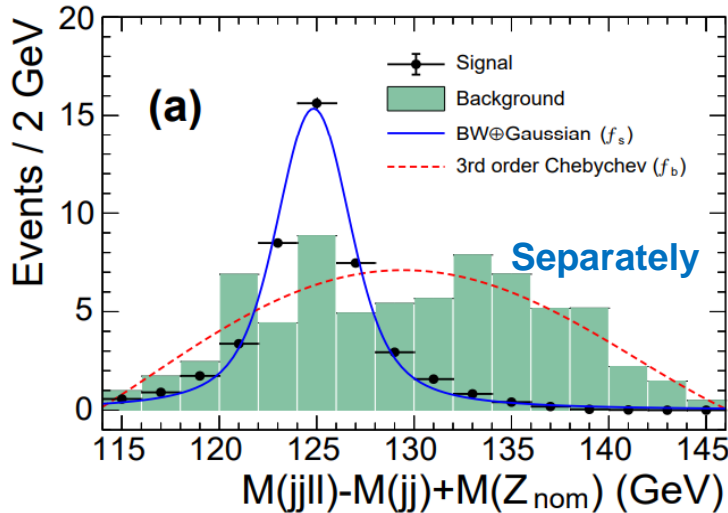 20
15
10
5
0
Events / 2 GeV
(a)
Signal
Background
BW⊕Gaussian (fs)
3rd order Chebychev (fb)
Separately
115 120 125 130 135 140 145
M(jjll)-M(jj)+M(Znom) (GeV)